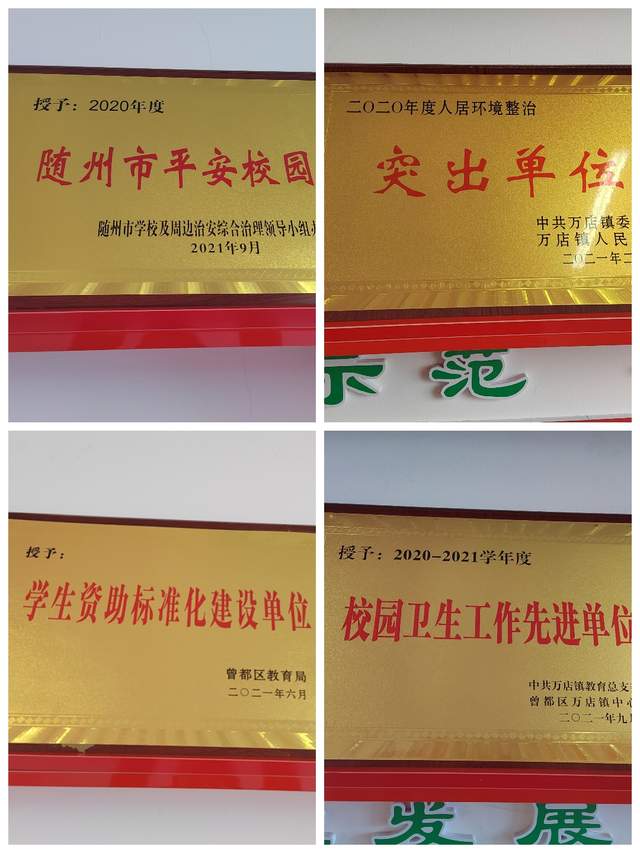 授予：2020年度
随州市平安校园
随州市学校及周边治安综合治理领导小组办
2021年9月
二〇二〇年度人居环境整治
突出单位
中共万店镇委
万店镇人民
二〇二一年二
示范
授予：
学生资助标准化建设单位
曾都区教育局
二〇二一年六月
授予：2020-2021学年度
校园卫生工作先进单位
中共万店镇教育总支
曾都区万店镇中心
二〇二一年九月
发展